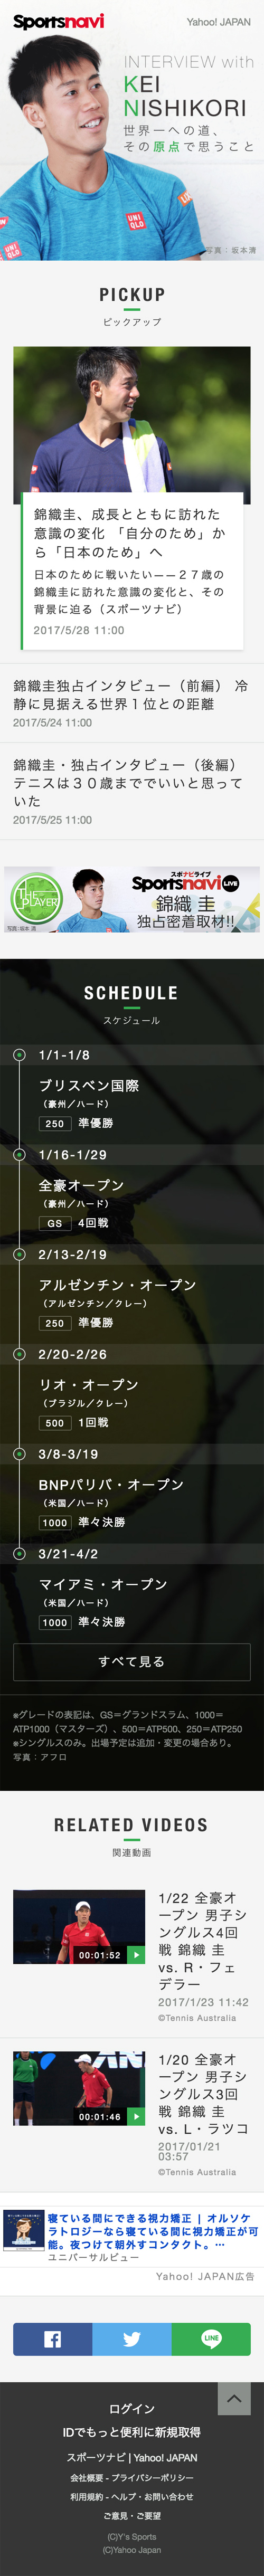 Sportsnavi
Yahoo! JAPAN
INTERVIEW with
KEI
NISHIKORI
世界一への道、
その原点で思うこと
UNIQLO
UNIQLO
写真：坂本清
PICKUP
ピックアップ
錦織圭、成長とともに訪れた
意識の変化 「自分のため」か
ら「日本のため」へ
日本のために戦いたい——２７歳の
錦織圭に訪れた意識の変化と、その
背景に迫る（スポーツナビ）
2017/5/28 11:00
錦織圭独占インタビュー（前編） 冷
静に見据える世界１位との距離
2017/5/24 11:00
錦織圭・独占インタビュー（後編）
テニスは３０歳まででいいと思って
いた
2017/5/25 11:00
THE PLAYER
写真：坂本 清
スポナビライブ
Sportsnavi LIVE
錦織 圭
独占密着取材!!
SCHEDULE
スケジュール
1/1-1/8
ブリスベン国際
（豪州／ハード）
250 準優勝
1/16-1/29
全豪オープン
（豪州／ハード）
GS 4回戦
2/13-2/19
アルゼンチン・オープン
（アルゼンチン／クレー）
250 準優勝
2/20-2/26
リオ・オープン
（ブラジル／クレー）
500 1回戦
3/8-3/19
BNPパリバ・オープン
（米国／ハード）
1000 準々決勝
3/21-4/2
マイアミ・オープン
（米国／ハード）
1000 準々決勝
すべて見る
※グレードの表記は、GS＝グランドスラム、1000＝
ATP1000（マスターズ）、500＝ATP500、250＝ATP250
※シングルスのみ。出場予定は追加・変更の場合あり。
写真：アフロ
RELATED VIDEOS
関連動画
00:01:52
1/22 全豪オ
ープン 男子シ
ングルス4回
戦 錦織 圭
vs. R・フェ
デラー
2017/1/23 11:42
©Tennis Australia
00:01:46
1/20 全豪オ
ープン 男子シ
ングルス3回
戦 錦織 圭
vs. L・ラツコ
2017/01/21
03:57
©Tennis Australia
寝ている間にできる視力矯正 | オルソケ
ラトロジーなら寝ている間に視力矯正が可
能。夜つけて朝外すコンタクト。…
ユニバーサルビュー
Yahoo! JAPAN広告
LINE
ログイン
IDでもっと便利に新規取得
スポーツナビ | Yahoo! JAPAN
会社概要 - プライバシーポリシー
利用規約 - ヘルプ・お問い合わせ
ご意見・ご要望
(C)Y's Sports
(C)Yahoo Japan